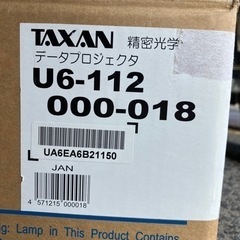 TAXAN 精密光学
データプロジェクタ
U6-112
000-018
UA6EA6B21150
JAN
4 571215 000018
g: Lamp in This Product Contains